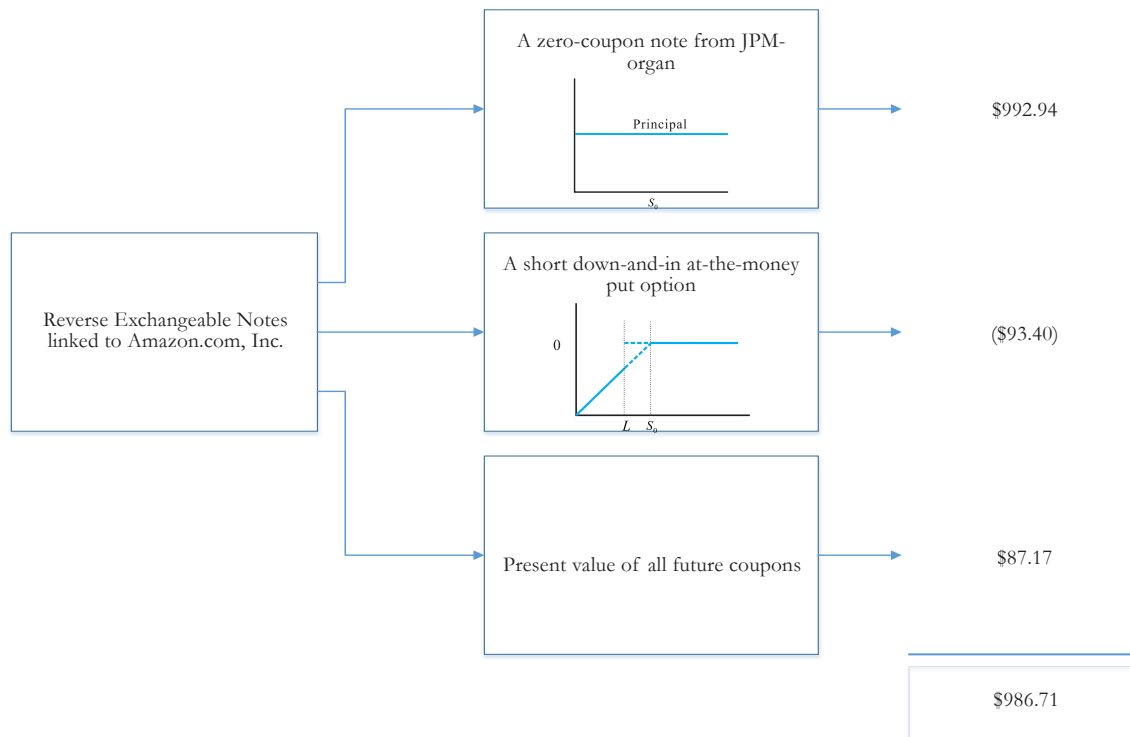 A zero-coupon note from JPM-
organ
Principal
S₀
$992.94
Reverse Exchangeable Notes
linked to Amazon.com, Inc.
A short down-and-in at-the-money
put option
0
L S₀
($93.40)
Present value of all future coupons
$87.17
$986.71